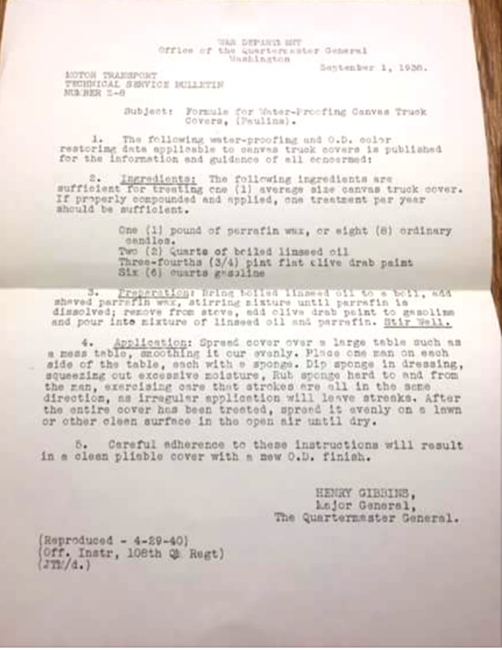 WAR DEPARTMENT
Office of the Quartermaster General
Washington
September 1, 1938.
MOTOR TRANSPORT
TECHNICAL SERVICE BULLETIN
NUMBER Z-8
Subject: Formula for Water-Proofing Canvas Truck
Covers, (Paulins).
1. The following water-proofing and O.D. color
restoring data applicable to canvas truck covers is published
for the information and guidance of all concerned:
2. Ingredients: The following ingredients are
sufficient for treating one (1) average size canvas truck cover.
If properly compounded and applied, one treatment per year
should be sufficient.
One (1) pound of parrafin wax, or eight (8) ordinary
candles.
Two (2) Quarts of boiled linseed oil
Three-fourths (3/4) pint flat olive drab paint
Six (6) quarts gasoline
3. Preparation: Bring boiled linseed oil to a boil, add
shaved parrafin wax, stirring mixture until parrafin is
dissolved; remove from stove, add olive drab paint to gasoline
and pour into mixture of linseed oil and parrafin. Stir Well.
4. Application: Spread cover over a large table such as
a mess table, smoothing it our evenly. Place one man on each
side of the table, each with a sponge. Dip sponge in dressing,
squeezing out excessive moisture, Rub sponge hard to and from
the man, exercising care that strokes are all in the same
direction, as irregular application will leave streaks. After
the entire cover has been treated, spread it evenly on a lawn
or other clean surface in the open air until dry.
5. Careful adherence to these instructions will result
in a clean pliable cover with a new O.D. finish.
HENRY GIBBINS,
Major General,
The Quartermaster General.
(Reproduced - 4-29-40)
(Off. Instr, 108th QM Regt)
(JTM/d.)